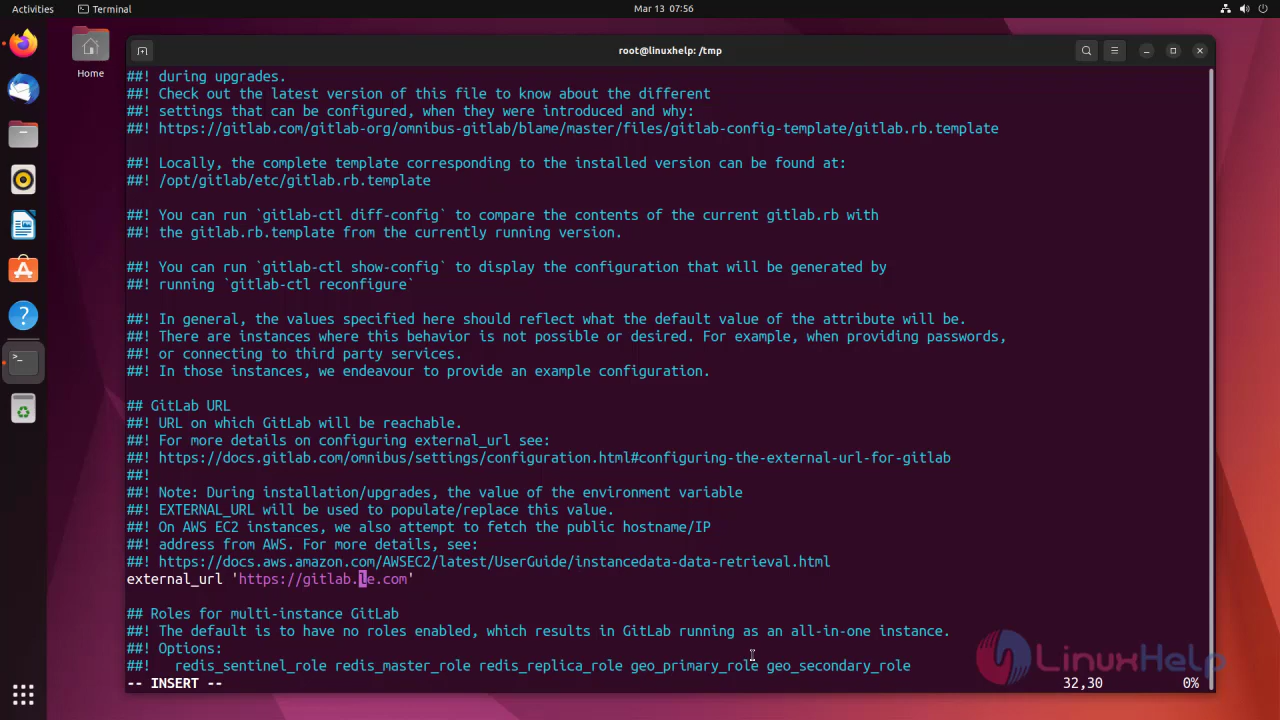 Activities
Terminal
Mar 13 07:56
Home
root@linuxhelp: /tmp
##! during upgrades.
##! Check out the latest version of this file to know about the different
##! settings that can be configured, when they were introduced and why:
##! https://gitlab.com/gitlab-org/omnibus-gitlab/blame/master/files/gitlab-config-template/gitlab.rb.template
##! Locally, the complete template corresponding to the installed version can be found at:
##! /opt/gitlab/etc/gitlab.rb.template
##! You can run `gitlab-ctl diff-config` to compare the contents of the current gitlab.rb with
##! the gitlab.rb.template from the currently running version.
##! You can run `gitlab-ctl show-config` to display the configuration that will be generated by
##! running `gitlab-ctl reconfigure`
##! In general, the values specified here should reflect what the default value of the attribute will be.
##! There are instances where this behavior is not possible or desired. For example, when providing passwords,
##! or connecting to third party services.
##! In those instances, we endeavour to provide an example configuration.
## GitLab URL
##! URL on which GitLab will be reachable.
##! For more details on configuring external_url see:
##! https://docs.gitlab.com/omnibus/settings/configuration.html#configuring-the-external-url-for-gitlab
##!
##! Note: During installation/upgrades, the value of the environment variable
##! EXTERNAL_URL will be used to populate/replace this value.
##! On AWS EC2 instances, we also attempt to fetch the public hostname/IP
##! address from AWS. For more details, see:
##! https://docs.aws.amazon.com/AWSEC2/latest/UserGuide/instancedata-data-retrieval.html
external_url 'https://gitlab.le.com'
## Roles for multi-instance GitLab
##! The default is to have no roles enabled, which results in GitLab running as an all-in-one instance.
##! Options:
##!   redis_sentinel_role redis_master_role redis_replica_role geo_primary_role geo_secondary_role
-- INSERT --
32,30
0%
LinuxHelp